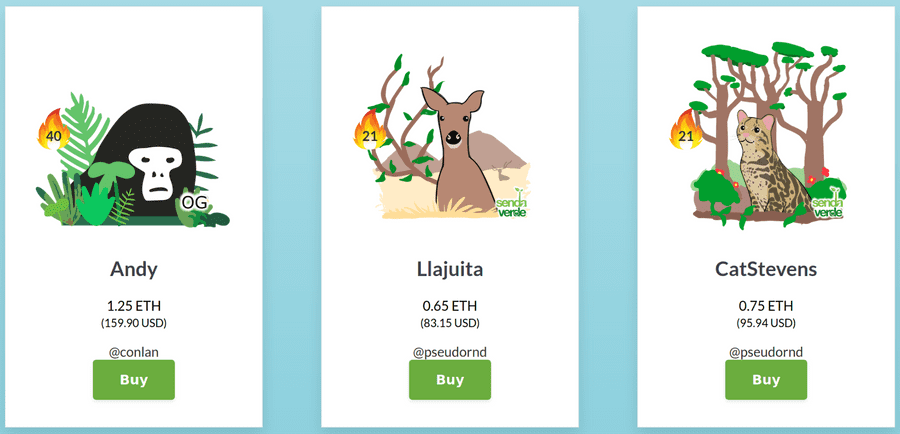 40
OG
Andy
1.25 ETH
(159.90 USD)
@conlan
Buy
21
senda
verde
Llajuita
0.65 ETH
(83.15 USD)
@pseudornd
Buy
21
senda
verde
CatStevens
0.75 ETH
(95.94 USD)
@pseudornd
Buy